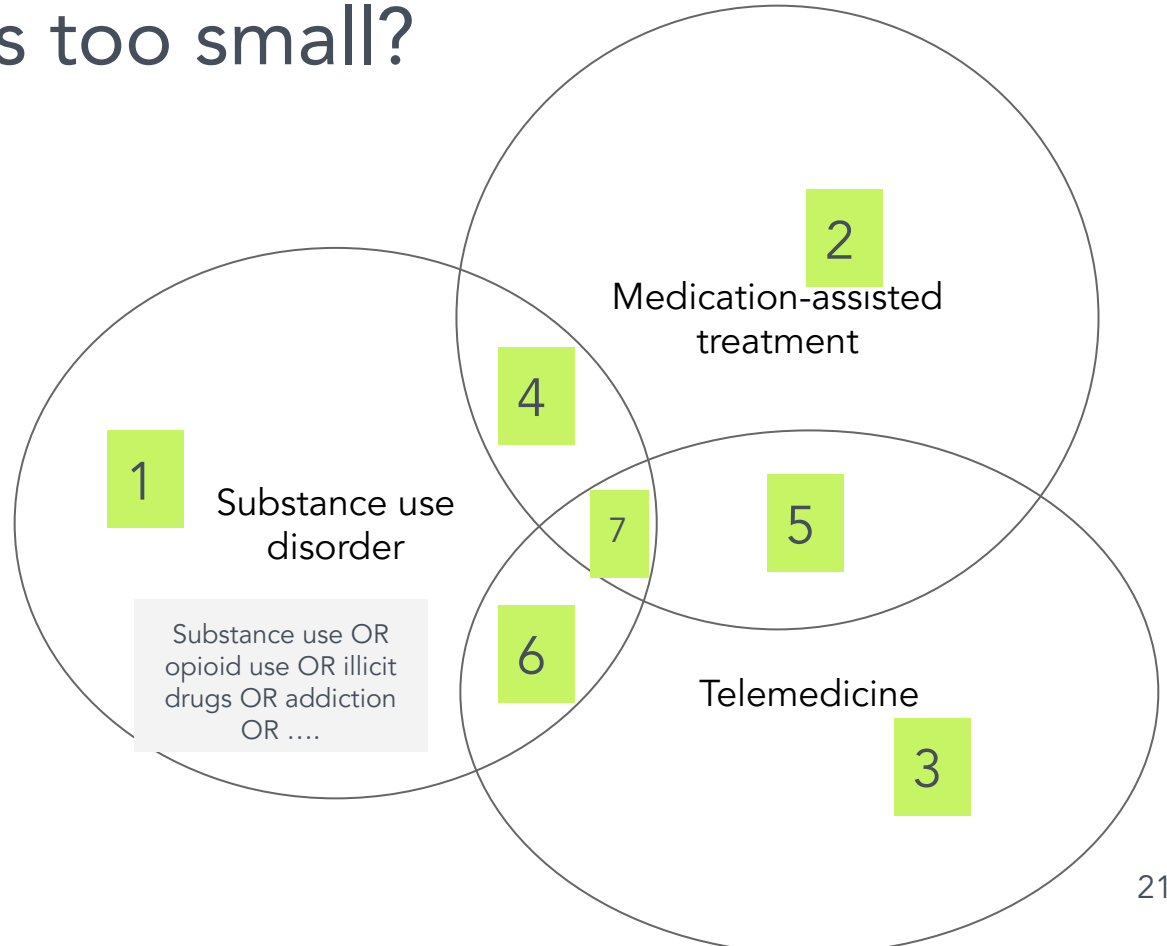 s too small?
2
Medication-assisted
treatment
4
1
Substance use
disorder
7
5
Substance use OR
opioid use OR illicit
drugs OR addiction
OR ….
6
Telemedicine
3
21